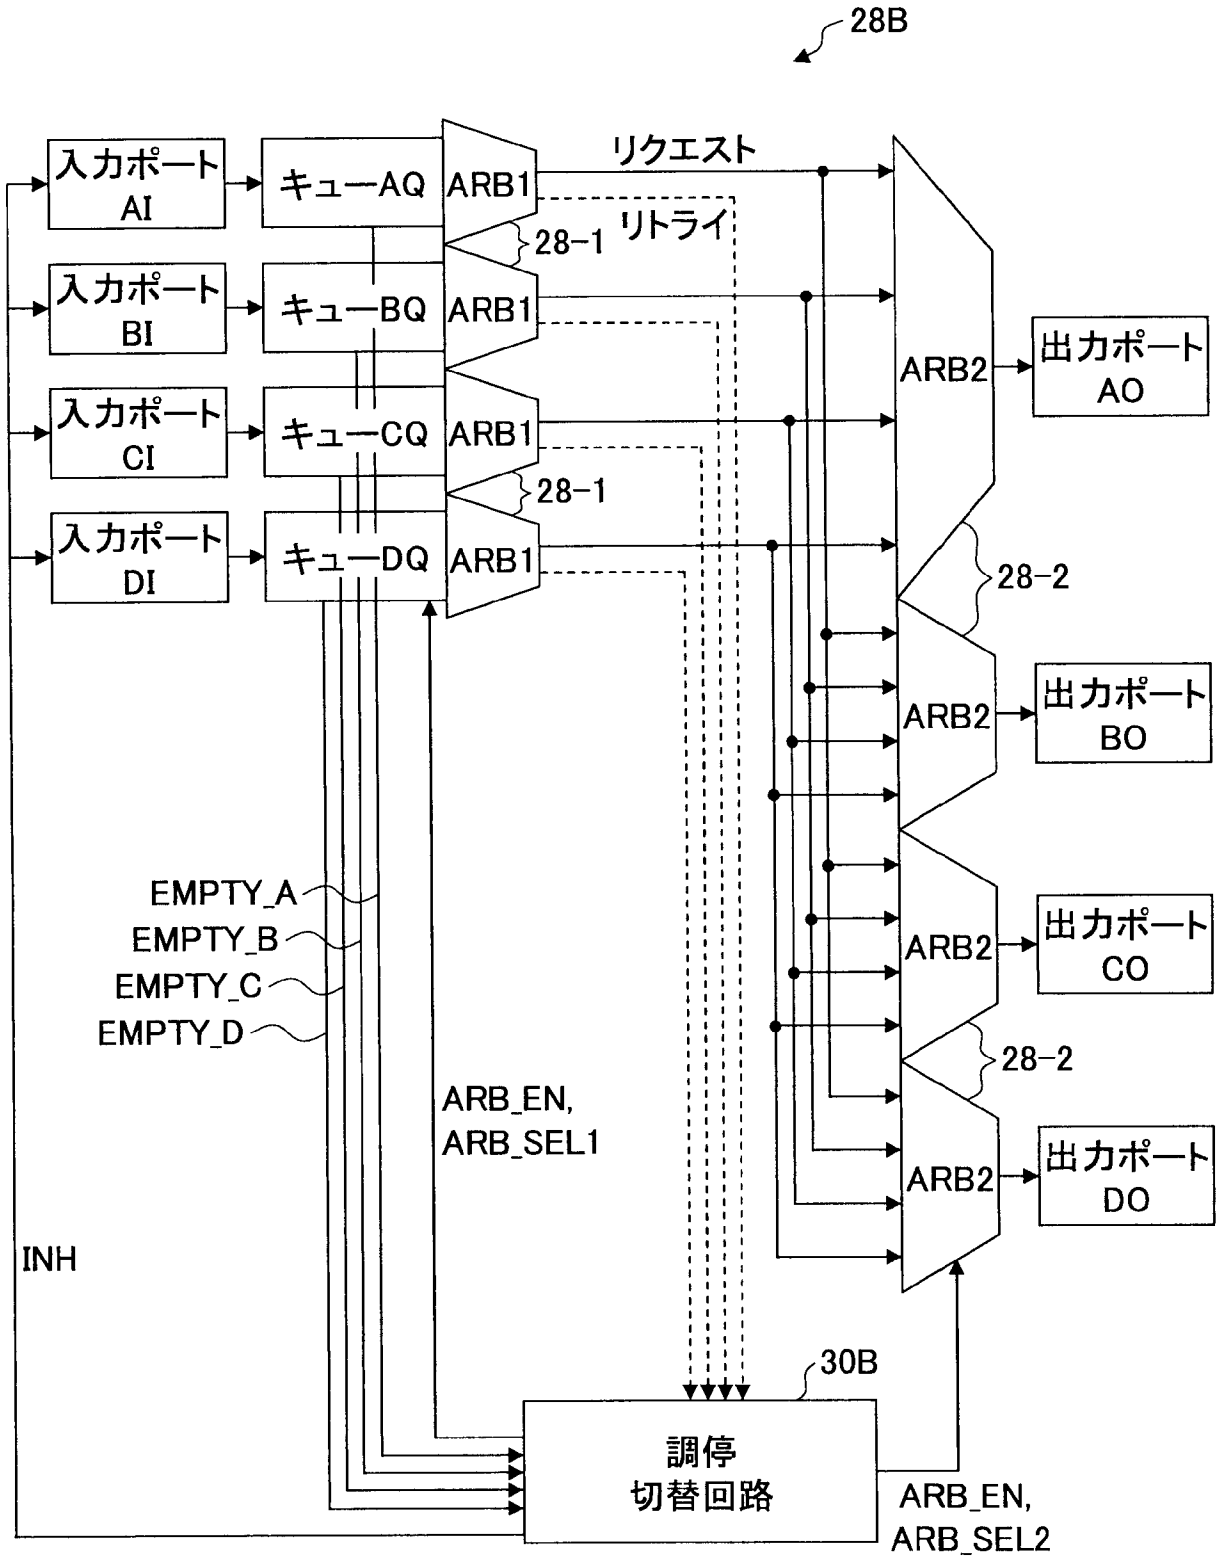 28B
入力ポート
AI
キューAQ
ARB1
リクエスト
リトライ
28-1
入力ポート
BI
キューBQ
ARB1
入力ポート
CI
キューCQ
ARB1
28-1
入力ポート
DI
キューDQ
ARB1
ARB2
出力ポート
AO
28-2
ARB2
出力ポート
BO
ARB2
出力ポート
CO
28-2
ARB2
出力ポート
DO
EMPTY_A
EMPTY_B
EMPTY_C
EMPTY_D
ARB_EN,
ARB_SEL1
INH
30B
調停
切替回路
ARB_EN,
ARB_SEL2